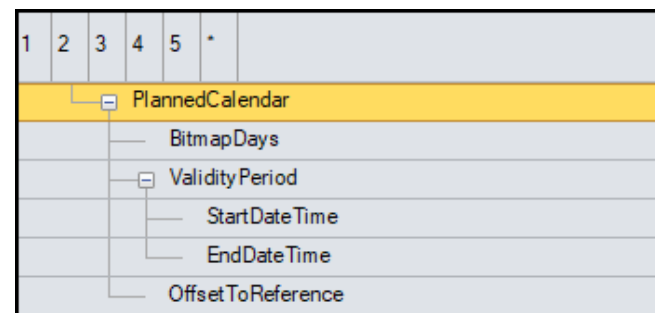 1 2 3 4 5 *
PlannedCalendar
BitmapDays
ValidityPeriod
StartDateTime
EndDateTime
OffsetToReference